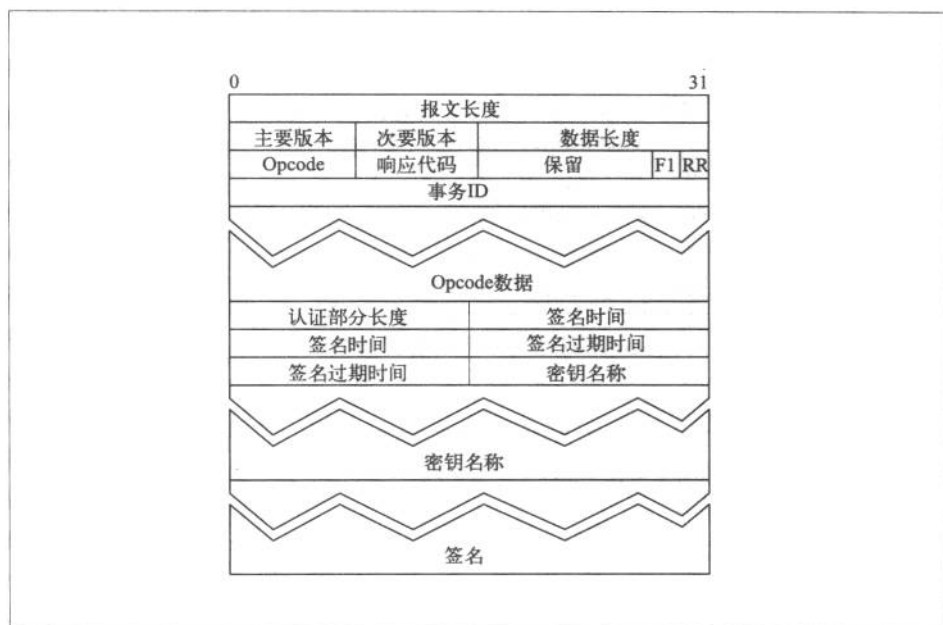 0 31
报文长度
主要版本 次要版本 数据长度
Opcode 响应代码 保留 F1 RR
事务ID
Opcode数据
认证部分长度 签名时间
签名时间 签名过期时间
签名过期时间 密钥名称
密钥名称
签名